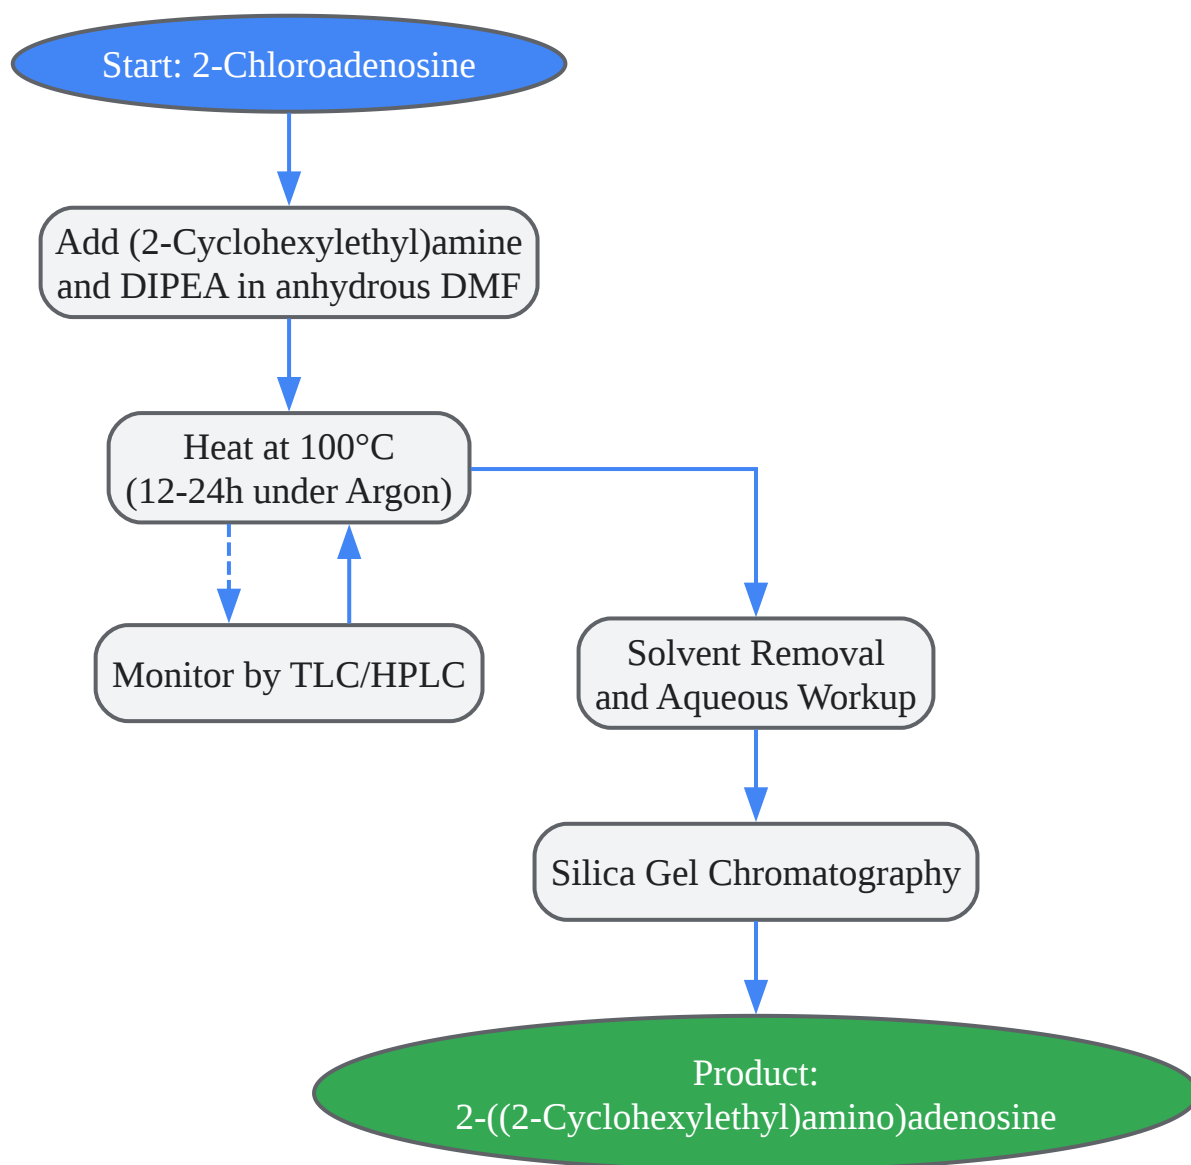 Start: 2-Chloroadenosine
Add (2-Cyclohexylethyl)amine
and DIPEA in anhydrous DMF
Heat at 100°C
(12-24h under Argon)
Monitor by TLC/HPLC
Solvent Removal
and Aqueous Workup
Silica Gel Chromatography
Product:
2-((2-Cyclohexylethyl)amino)adenosine